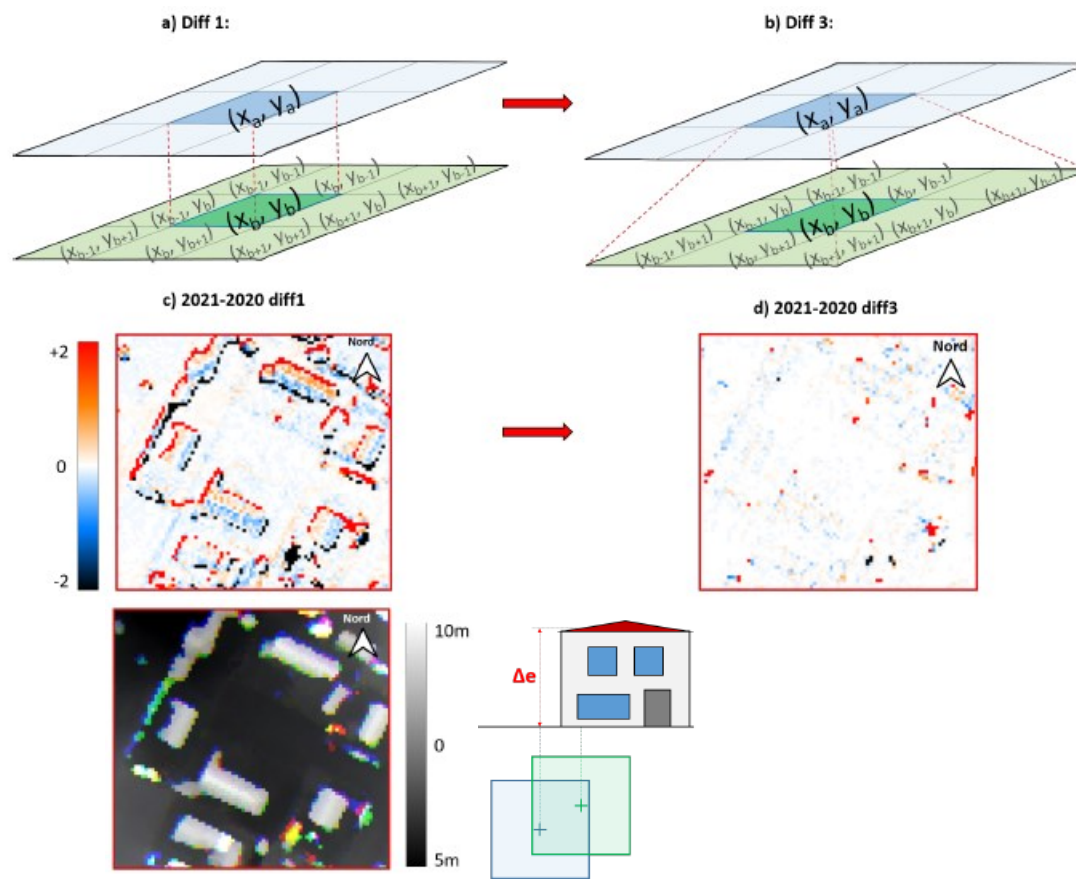 a) Diff 1:
b) Diff 3:
(xa, ya)
(xa, ya)
(xb-1, yb-1)
(xb, yb-1)
(xb+1, yb-1)
(xb-1, yb)
(xb, yb)
(xb+1, yb)
(xb-1, yb+1)
(xb, yb+1)
(xb+1, yb+1)
(xb-1, yb-1)
(xb, yb-1)
(xb+1, yb-1)
(xb-1, yb)
(xb, yb)
(xb+1, yb)
(xb-1, yb+1)
(xb, yb+1)
(xb+1, yb+1)
c) 2021-2020 diff1
d) 2021-2020 diff3
+2
0
-2
Nord
Nord
Nord
10m
0
5m
Δe